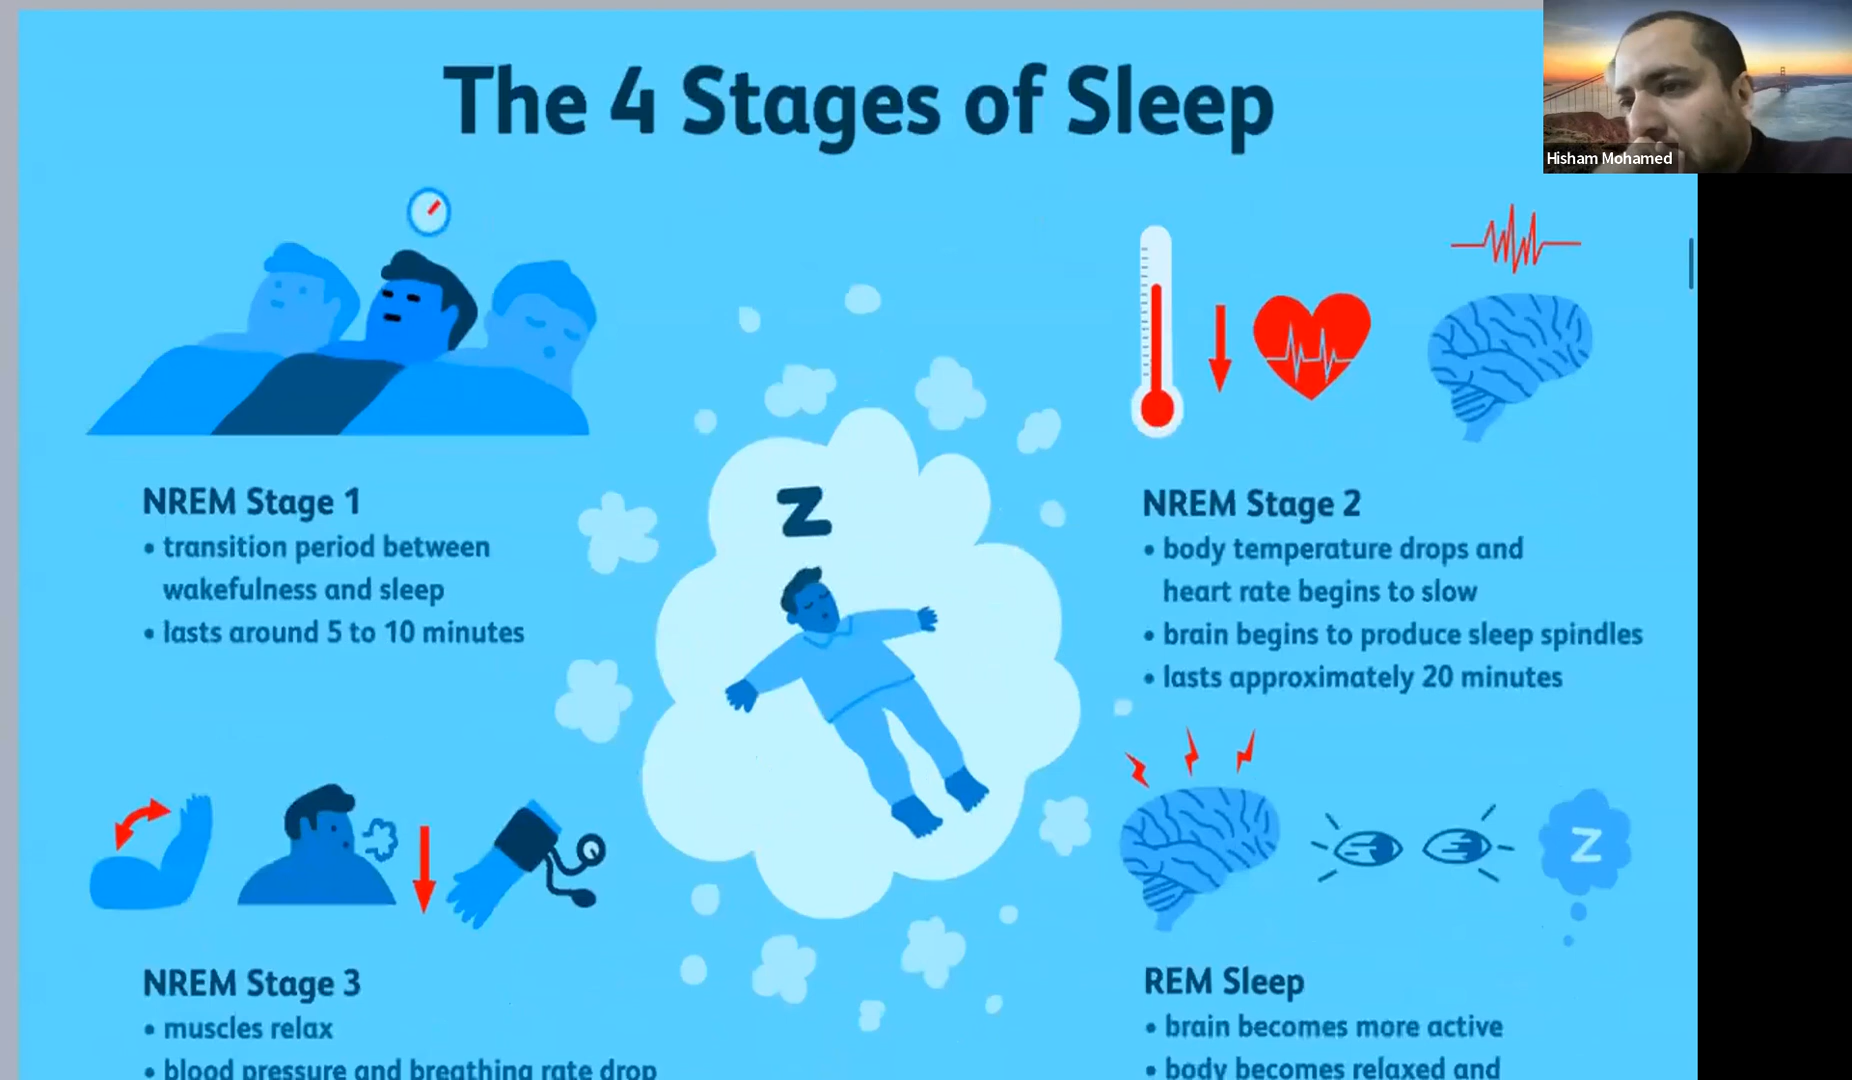 The 4 Stages of Sleep
Hisham Mohamed
NREM Stage 1
• transition period between
wakefulness and sleep
• lasts around 5 to 10 minutes
Z
NREM Stage 2
• body temperature drops and
heart rate begins to slow
• brain begins to produce sleep spindles
• lasts approximately 20 minutes
Z
NREM Stage 3
• muscles relax
• blood pressure and breathing rate drop
REM Sleep
• brain becomes more active
• body becomes relaxed and